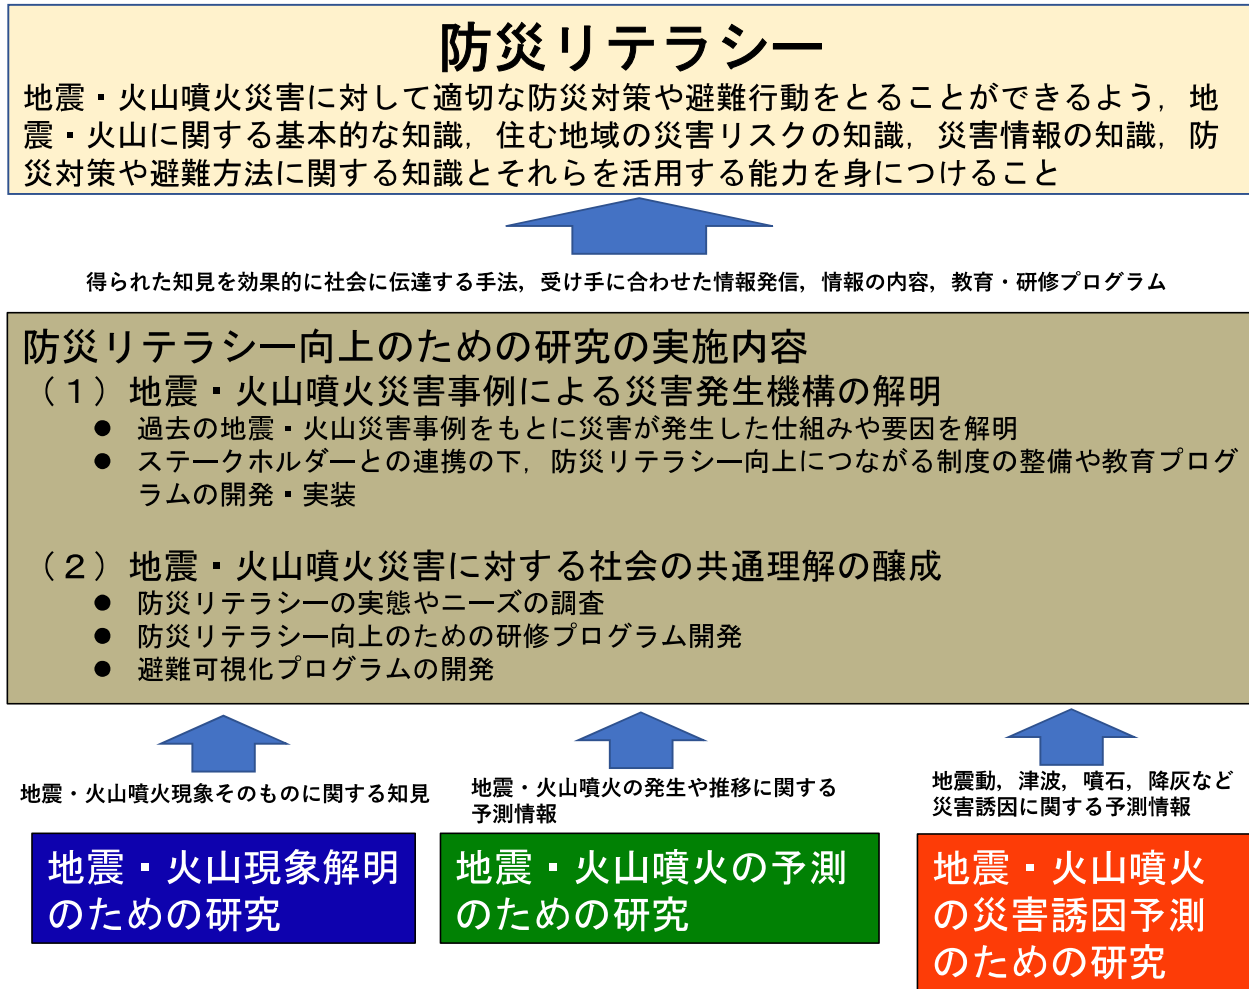 防災リテラシー
地震・火山噴火災害に対して適切な防災対策や避難行動をとることができるよう，地
震・火山に関する基本的な知識，住む地域の災害リスクの知識，災害情報の知識，防
災対策や避難方法に関する知識とそれらを活用する能力を身につけること
得られた知見を効果的に社会に伝達する手法，受け手に合わせた情報発信，情報の内容，教育・研修プログラム
防災リテラシー向上のための研究の実施内容
（１）地震・火山噴火災害事例による災害発生機構の解明
● 過去の地震・火山災害事例をもとに災害が発生した仕組みや要因を解明
● ステークホルダーとの連携の下，防災リテラシー向上につながる制度の整備や教育プログ
ラムの開発・実装
（２）地震・火山噴火災害に対する社会の共通理解の醸成
● 防災リテラシーの実態やニーズの調査
● 防災リテラシー向上のための研修プログラム開発
● 避難可視化プログラムの開発
地震・火山噴火現象そのものに関する知見
地震・火山噴火の発生や推移に関する
予測情報
地震動，津波，噴石，降灰など
災害誘因に関する予測情報
地震・火山現象解明
のための研究
地震・火山噴火の予測
のための研究
地震・火山噴火
の災害誘因予測
のための研究